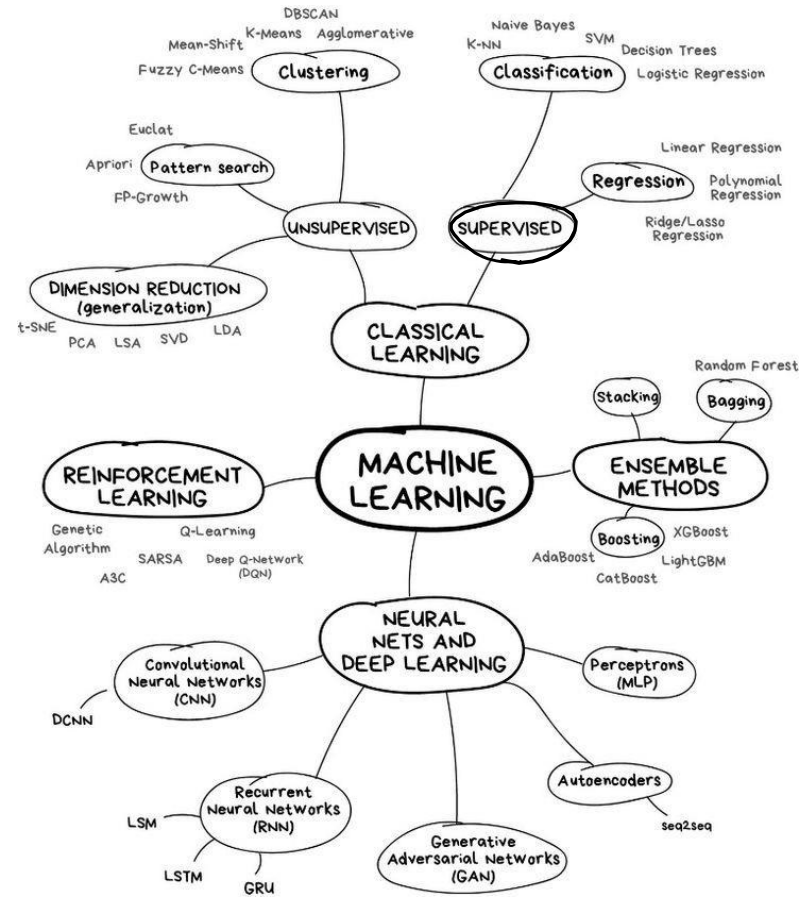 DBSCAN
K-Means
Agglomerative
Mean-Shift
Fuzzy C-Means
Clustering
Naive Bayes
K-NN
SVM
Decision Trees
Classification
Logistic Regression
Euclat
Apriori
Pattern search
FP-Growth
Linear Regression
Regression
Polynomial
Regression
Ridge/Lasso
Regression
UNSUPERVISED
SUPERVISED
DIMENSION REDUCTION
(generalization)
t-SNE
PCA
LSA
SVD
LDA
CLASSICAL
LEARNING
Random Forest
Stacking
Bagging
MACHINE
LEARNING
REINFORCEMENT
LEARNING
ENSEMBLE
METHODS
Genetic
Algorithm
Q-Learning
SARSA
Deep Q-Network
(DQN)
A3C
Boosting
XGBoost
AdaBoost
LightGBM
CatBoost
NEURAL
NETS AND
DEEP LEARNING
Convolutional
Neural Networks
(CNN)
DCNN
Perceptrons
(MLP)
Autoencoders
seq2seq
Recurrent
Neural Networks
(RNN)
LSM
LSTM
GRU
Generative
Adversarial Networks
(GAN)